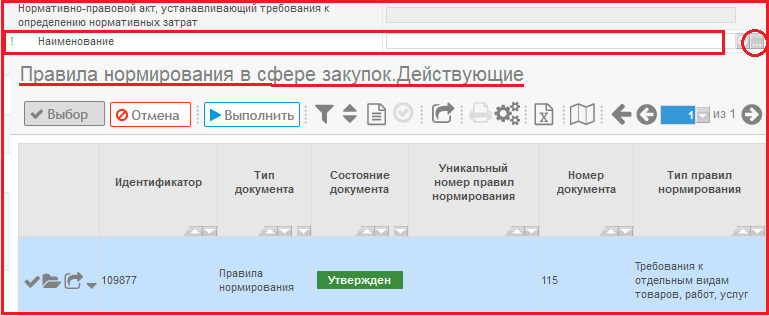 Нормативно-правовой акт, устанавливающий требования к
определению нормативных затрат
! Наименование
Правила нормирования в сфере закупок.Действующие
Выбор Отмена Выполнить 1 из 1
Идентификатор Тип документа Состояние документа Уникальный номер правил нормирования Номер документа Тип правил нормирования
109877 Правила нормирования Утвержден 115 Требования к отдельным видам товаров, работ, услуг